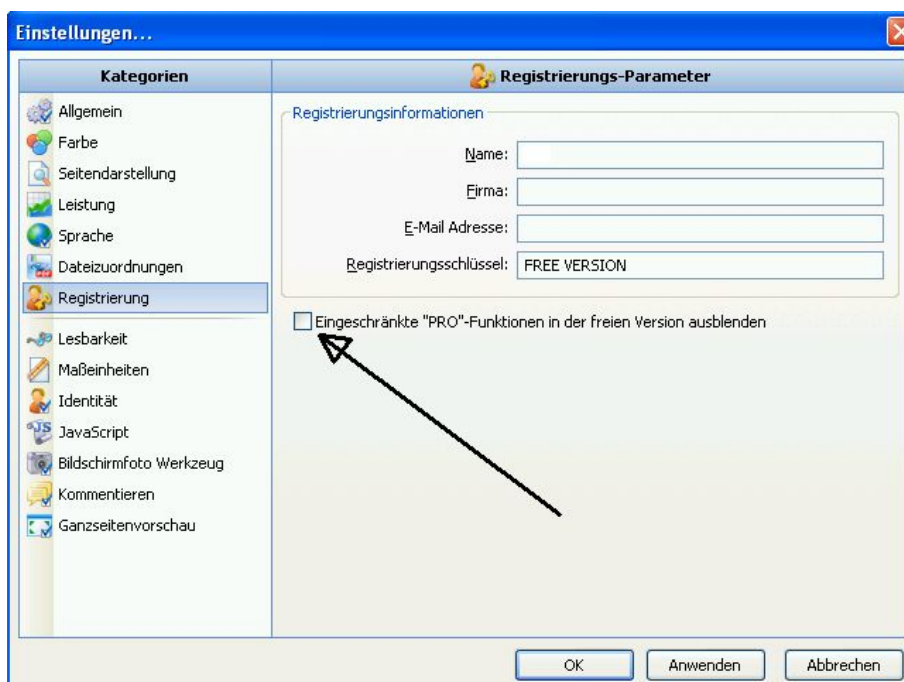 Einstellungen...
Kategorien
Allgemein
Farbe
Seitendarstellung
Leistung
Sprache
Dateizuordnungen
Registrierung
Lesbarkeit
Maßeinheiten
Identität
JavaScript
Bildschirmfoto Werkzeug
Kommentieren
Ganzseitenvorschau
Registrierungs-Parameter
Registrierungsinformationen
Name:
Firma:
E-Mail Adresse:
Registrierungsschlüssel: FREE VERSION
Eingeschränkte "PRO"-Funktionen in der freien Version ausblenden
OK Anwenden Abbrechen